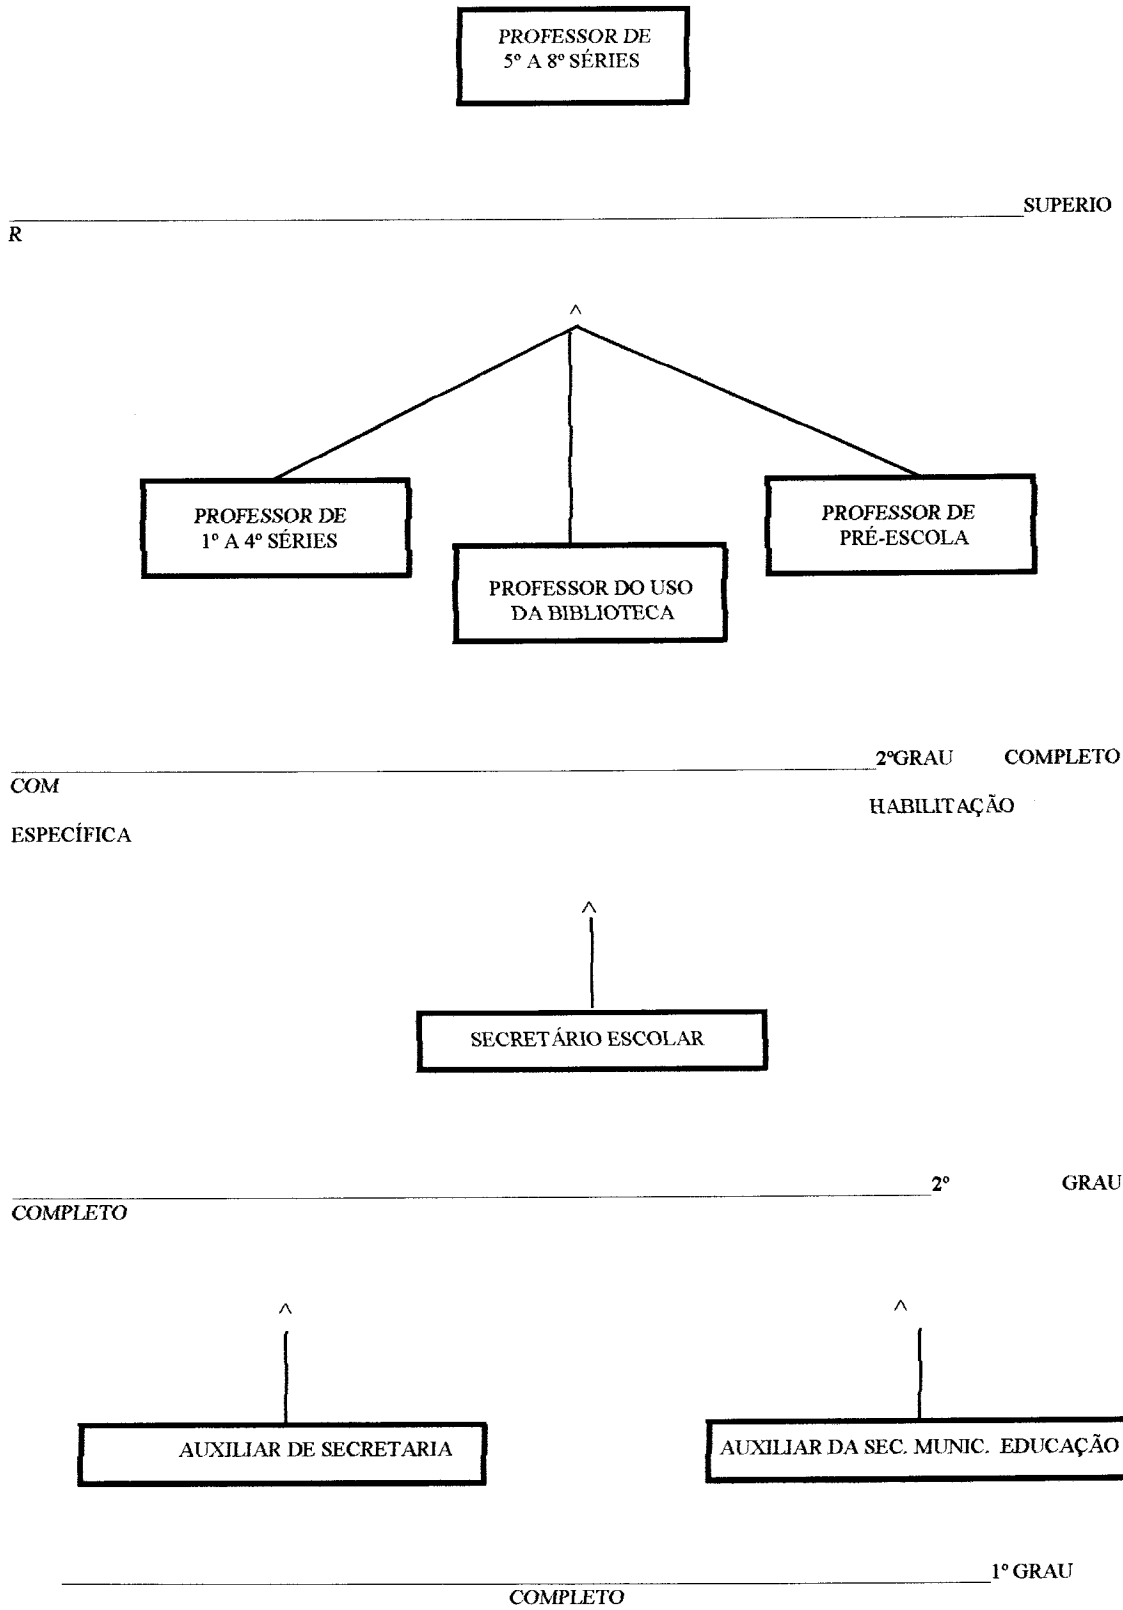 PROFESSOR DE
5º A 8º SÉRIES
SUPERIO
R
^
PROFESSOR DE
1º A 4º SÉRIES
PROFESSOR DO USO
DA BIBLIOTECA
PROFESSOR DE
PRÉ-ESCOLA
2ºGRAU COMPLETO
COM
HABILITAÇÃO
ESPECÍFICA
^
SECRETÁRIO ESCOLAR
2º GRAU
COMPLETO
^ ^
AUXILIAR DE SECRETARIA
AUXILIAR DA SEC. MUNIC. EDUCAÇÃO
1º GRAU
COMPLETO